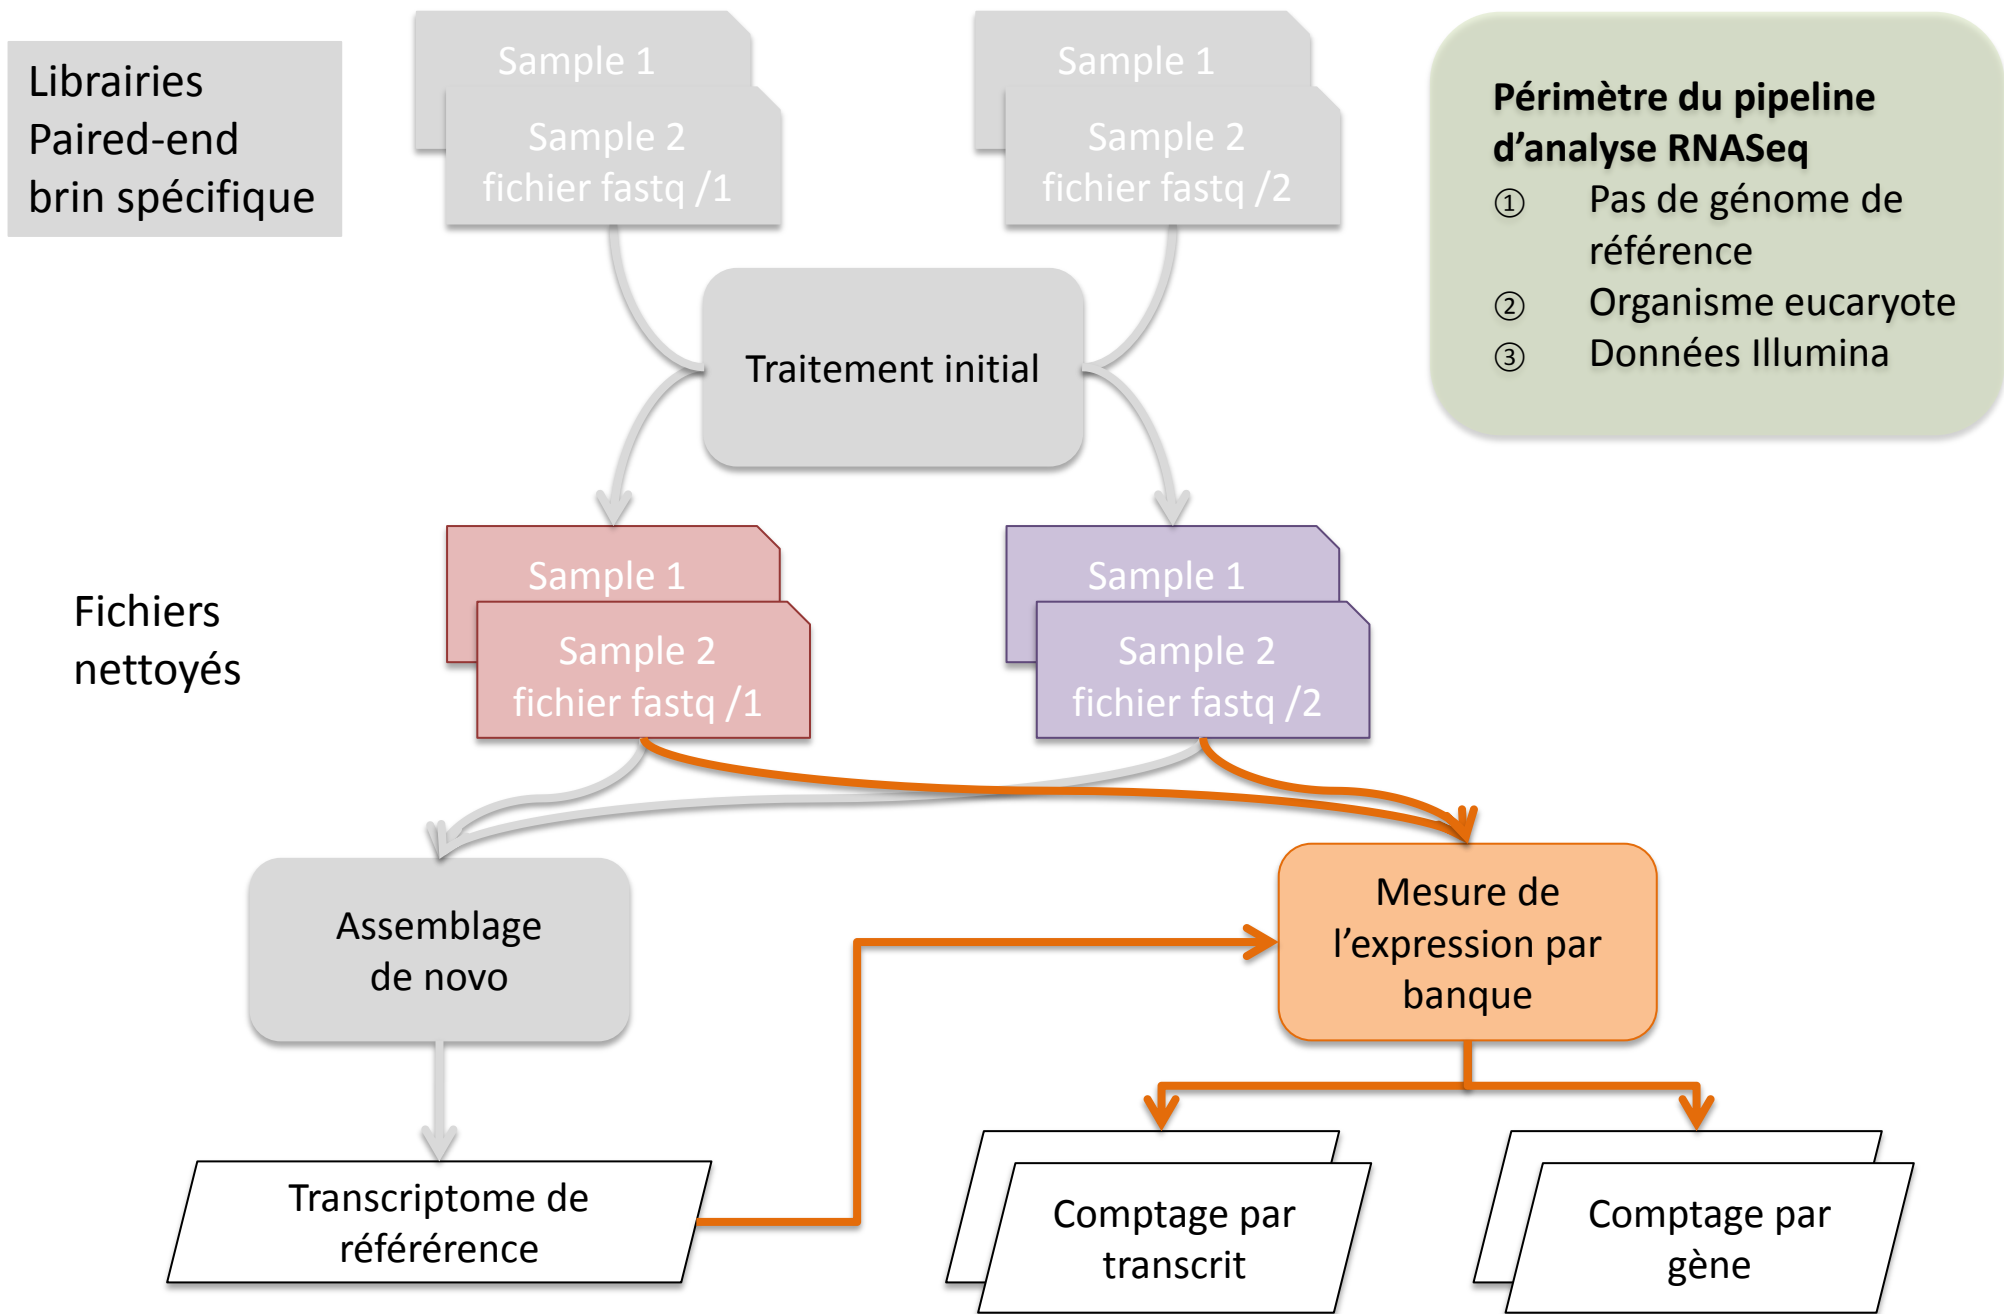 Librairies
Paired-end
brin spécifique
Sample 1
Sample 2
fichier fastq /1
Sample 1
Sample 2
fichier fastq /2
Périmètre du pipeline
d’analyse RNASeq
① Pas de génome de
référence
② Organisme eucaryote
③ Données Illumina
Traitement initial
Fichiers
nettoyés
Sample 1
Sample 2
fichier fastq /1
Sample 1
Sample 2
fichier fastq /2
Assemblage
de novo
Mesure de
l’expression par
banque
Transcriptome de
référérence
Comptage par
transcrit
Comptage par
gène